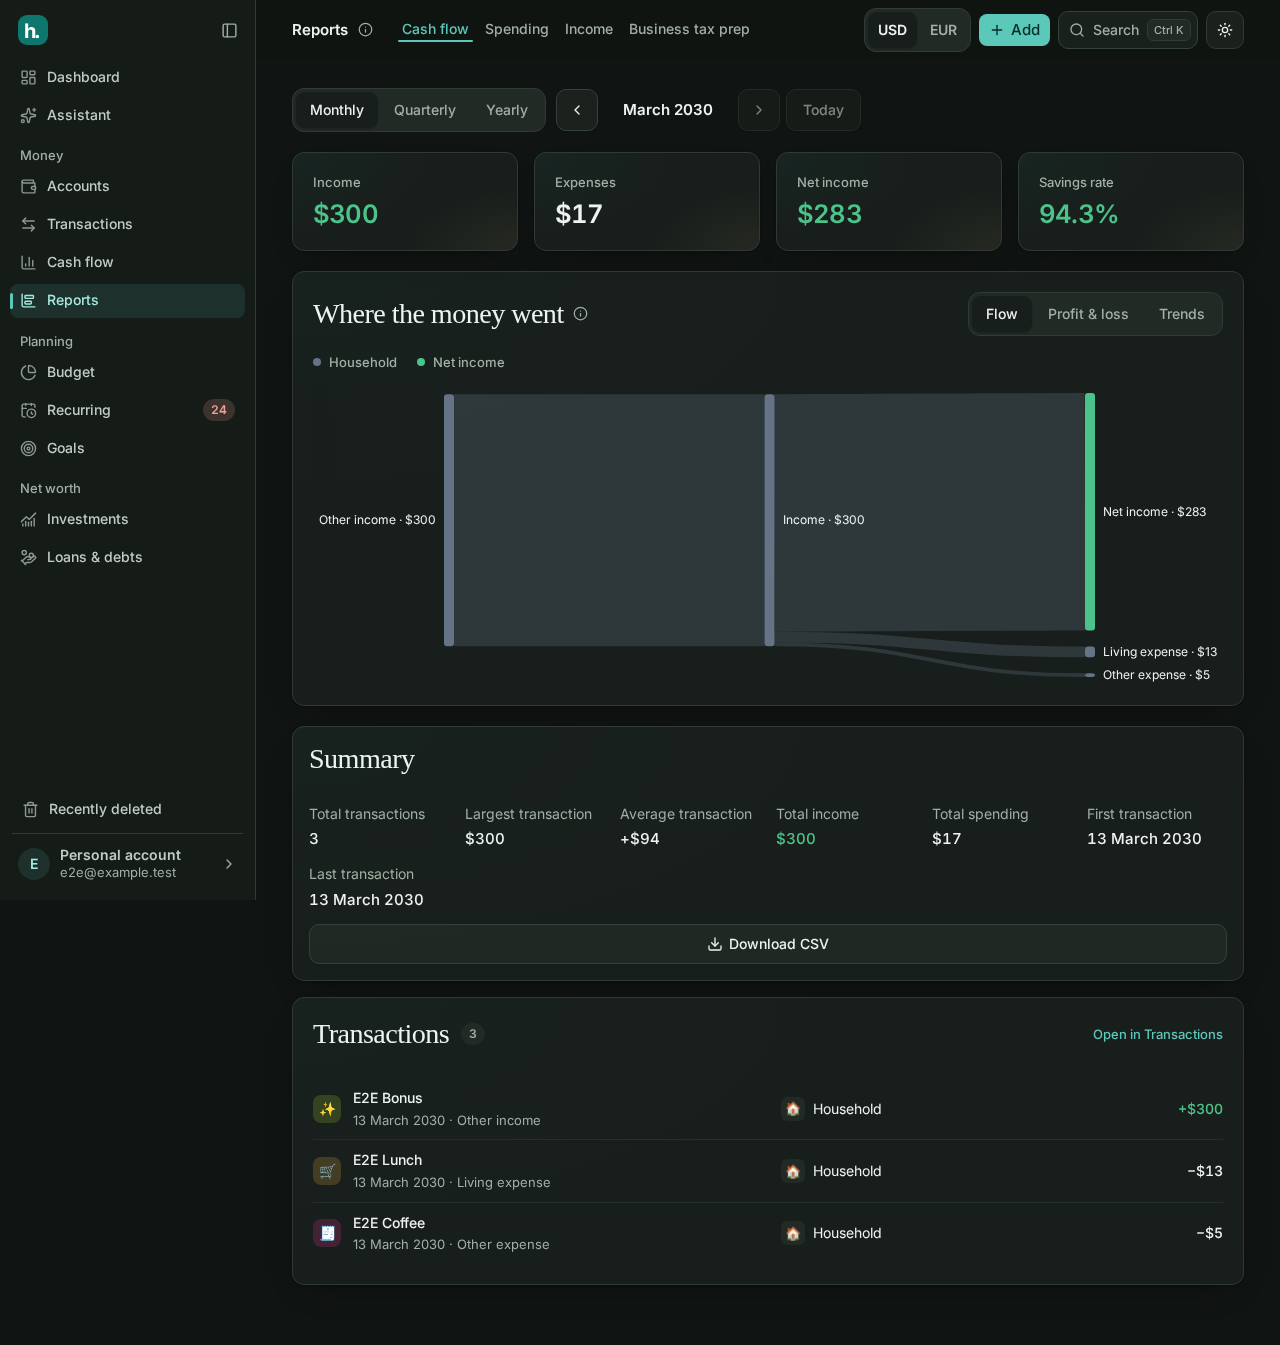 h.
Dashboard
Assistant
Money
Accounts
Transactions
Cash flow
Reports
Planning
Budget
Recurring 24
Goals
Net worth
Investments
Loans & debts
Recently deleted
E
Personal account
e2e@example.test
Reports Cash flow Spending Income Business tax prep
USD EUR + Add Search Ctrl K
Monthly Quarterly Yearly March 2030 Today
Income
$300
Expenses
$17
Net income
$283
Savings rate
94.3%
Where the money went
Flow Profit & loss Trends
Household Net income
Other income · $300
Income · $300
Net income · $283
Living expense · $13
Other expense · $5
Summary
Total transactions
3
Largest transaction
$300
Average transaction
+$94
Total income
$300
Total spending
$17
First transaction
13 March 2030
Last transaction
13 March 2030
Download CSV
Transactions 3
Open in Transactions
E2E Bonus
13 March 2030 · Other income
Household
+$300
E2E Lunch
13 March 2030 · Living expense
Household
−$13
E2E Coffee
13 March 2030 · Other expense
Household
−$5